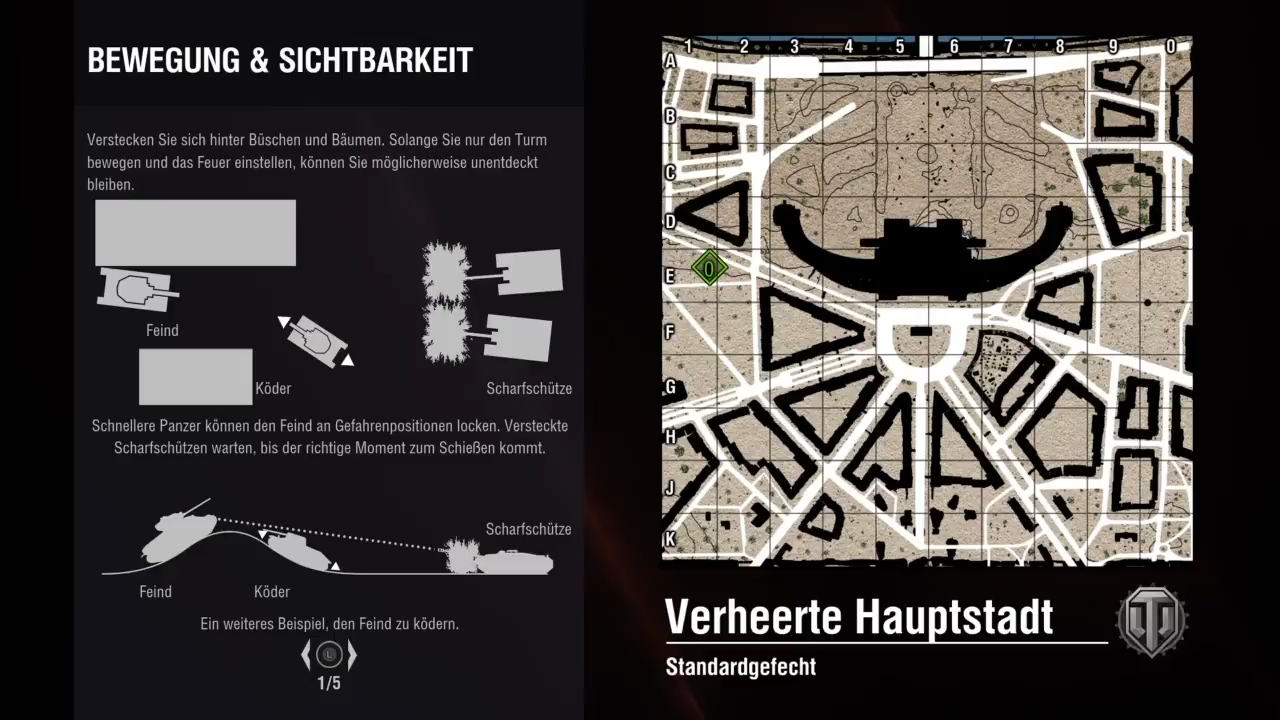 BEWEGUNG & SICHTBARKEIT
Verstecken Sie sich hinter Büschen und Bäumen. Solange Sie nur den Turm
bewegen und das Feuer einstellen, können Sie möglicherweise unentdeckt
bleiben.
Feind
Köder
Scharfschütze
Schnellere Panzer können den Feind an Gefahrenpositionen locken. Versteckte
Scharfschützen warten, bis der richtige Moment zum Schießen kommt.
Scharfschütze
Feind
Köder
Ein weiteres Beispiel, den Feind zu ködern.
L
1/5
1 2 3 4 5 6 7 8 9 0
A
B
C
D
E
F
G
H
J
K
0
Verheerte Hauptstadt
Standardgefecht